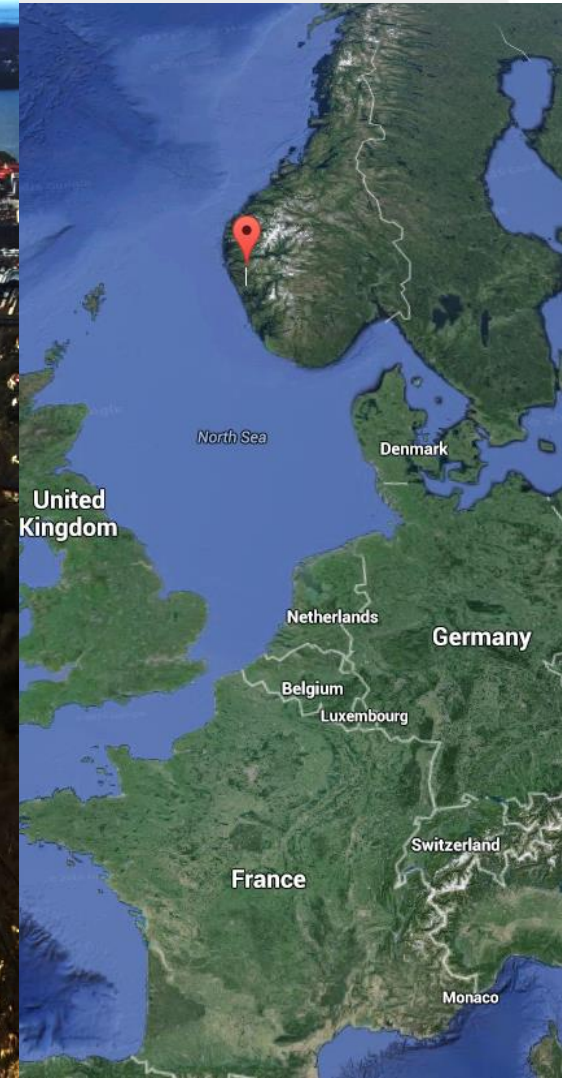 North Sea
Denmark
United
Kingdom
Netherlands
Germany
Belgium
Luxembourg
Switzerland
France
Monaco